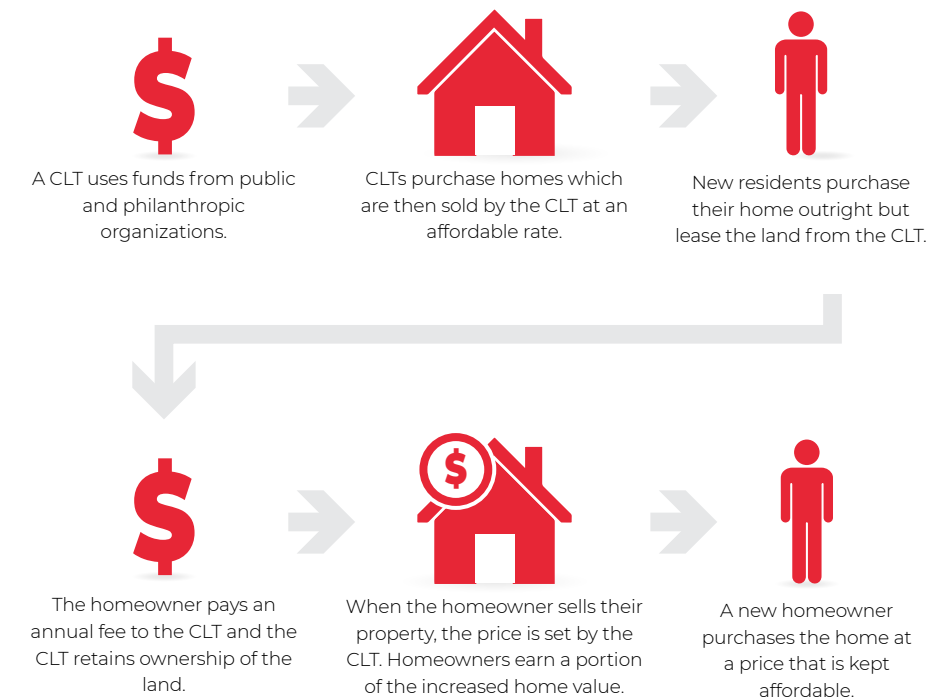 $
A CLT uses funds from public
and philanthropic
organizations.
CLTs purchase homes which
are then sold by the CLT at an
affordable rate.
New residents purchase
their home outright but
lease the land from the CLT.
$
The homeowner pays an
annual fee to the CLT and the
CLT retains ownership of the
land.
$
When the homeowner sells their
property, the price is set by the
CLT. Homeowners earn a portion
of the increased home value.
A new homeowner
purchases the home at
a price that is kept
affordable.